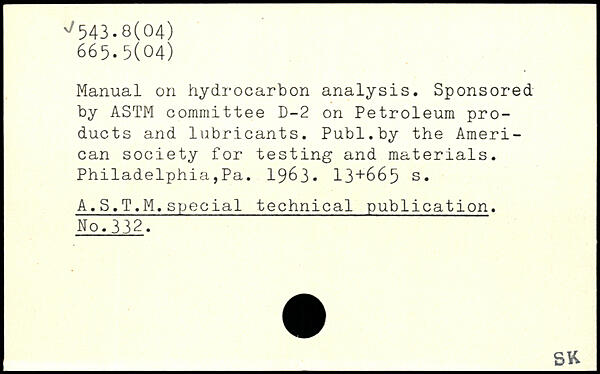 ✓543.8(04)
665.5(04)
Manual on hydrocarbon analysis. Sponsored
by ASTM committee D-2 on Petroleum pro-
ducts and lubricants. Publ.by the Ameri-
can society for testing and materials.
Philadelphia,Pa. 1963. 13+665 s.
A.S.T.M.special technical publication.
No.332.
SK